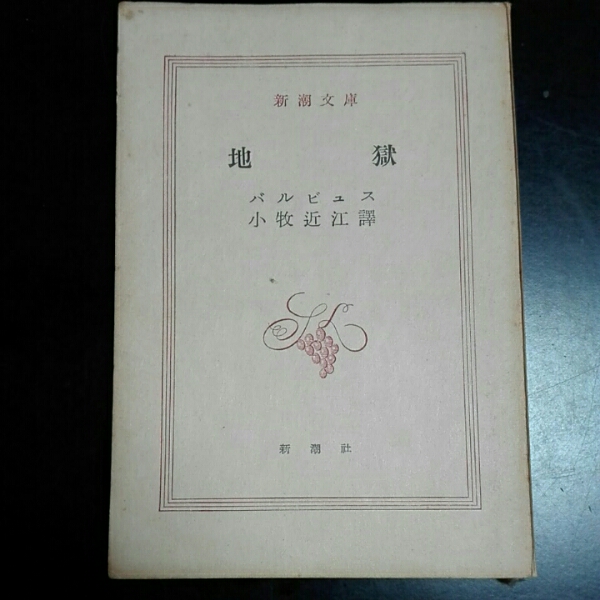 新潮文庫
地獄
バルビュス
小牧近江譯
新潮社